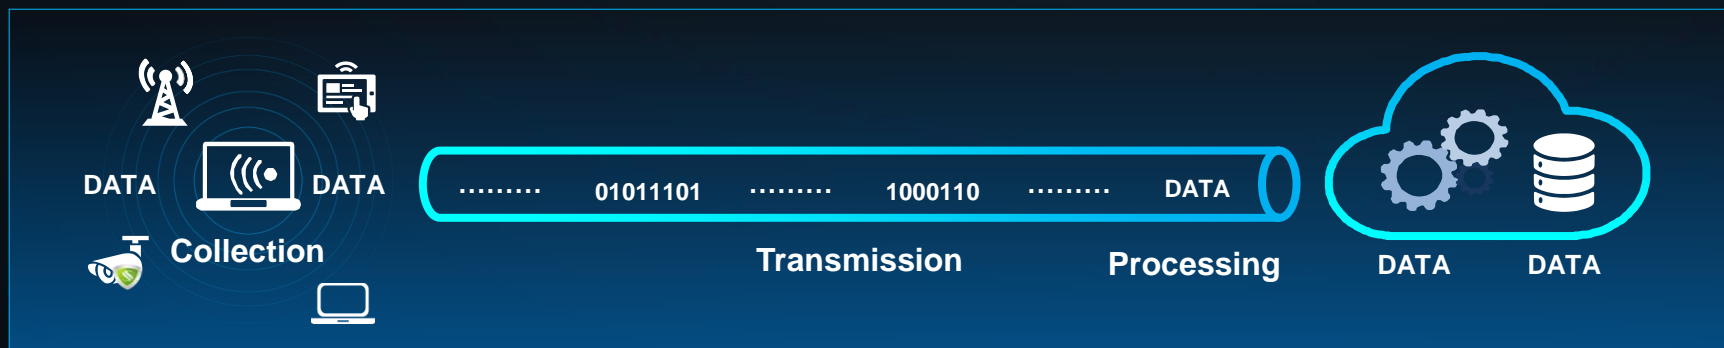 DATA
DATA
Collection
......... 01011101 ......... 1000110 ......... DATA
Transmission
Processing
DATA
DATA